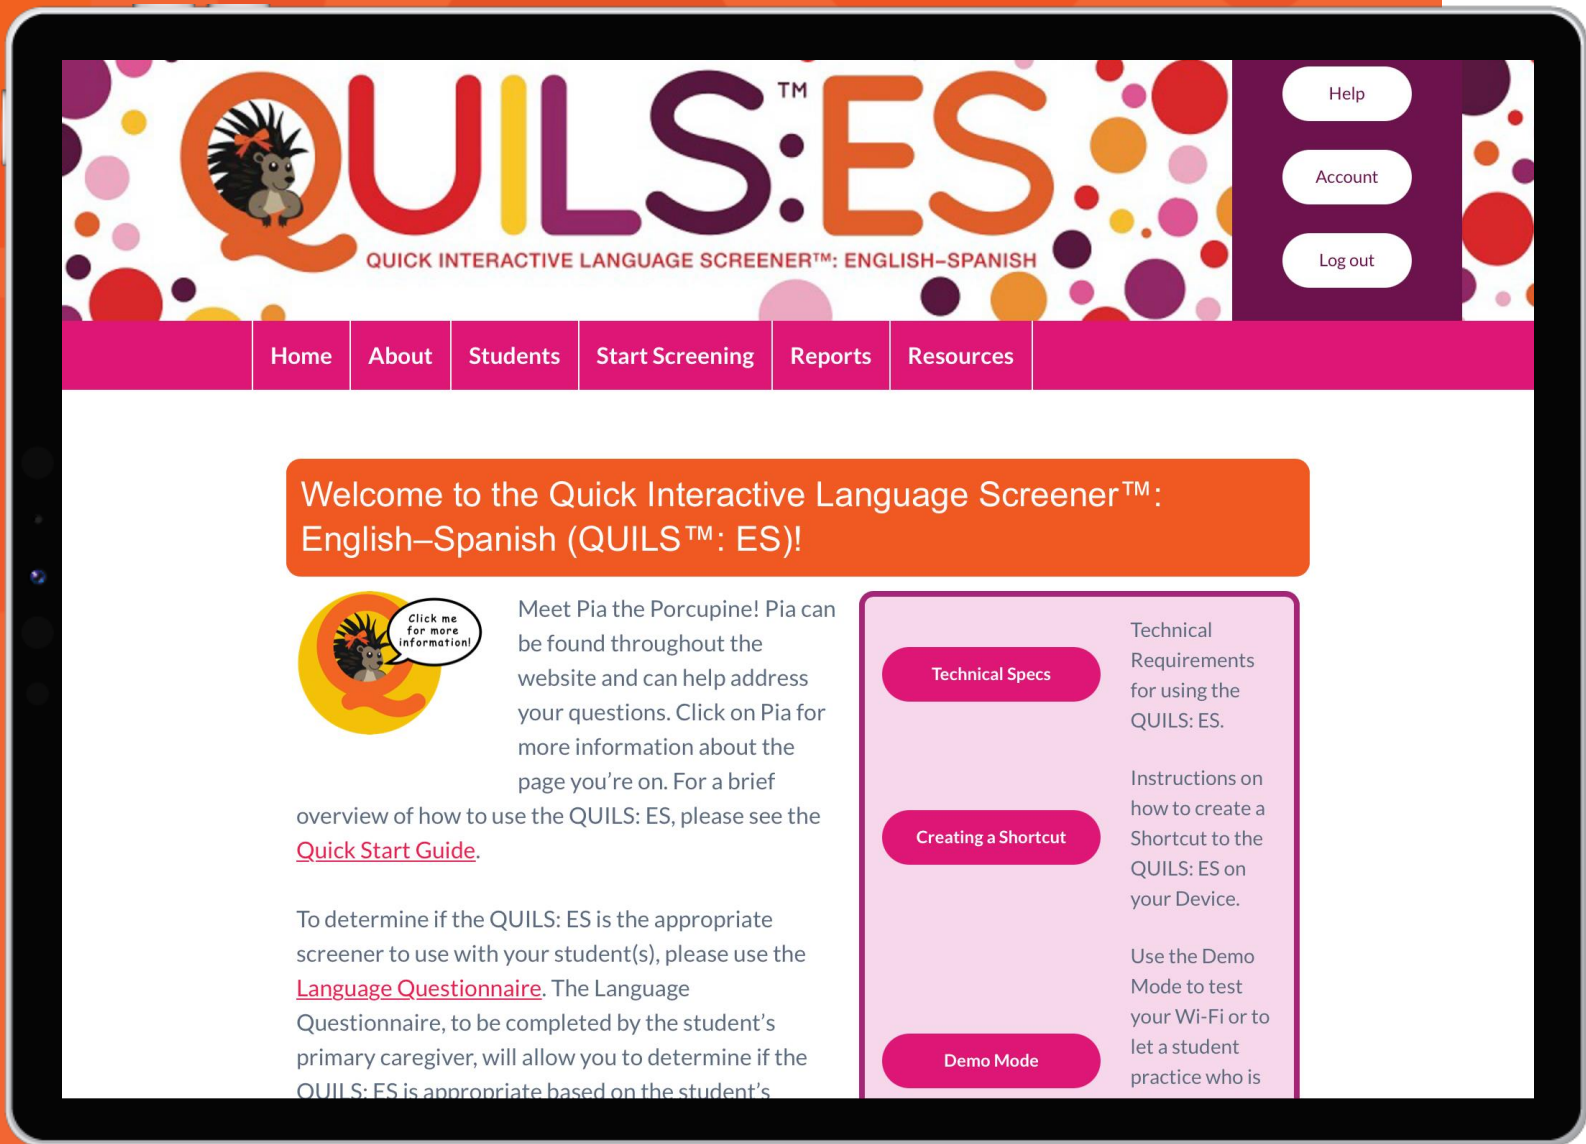 QUILS:ES™
QUICK INTERACTIVE LANGUAGE SCREENER™: ENGLISH–SPANISH
Help
Account
Log out
Home
About
Students
Start Screening
Reports
Resources
Welcome to the Quick Interactive Language Screener™:
English–Spanish (QUILS™: ES)!
Click me
for more
information!
Meet Pia the Porcupine! Pia can
be found throughout the
website and can help address
your questions. Click on Pia for
more information about the
page you’re on. For a brief
overview of how to use the QUILS: ES, please see the
Quick Start Guide.
To determine if the QUILS: ES is the appropriate
screener to use with your student(s), please use the
Language Questionnaire. The Language
Questionnaire, to be completed by the student’s
primary caregiver, will allow you to determine if the
QUILS: ES is appropriate based on the student’s
Technical Specs
Technical
Requirements
for using the
QUILS: ES.
Creating a Shortcut
Instructions on
how to create a
Shortcut to the
QUILS: ES on
your Device.
Demo Mode
Use the Demo
Mode to test
your Wi-Fi or to
let a student
practice who is